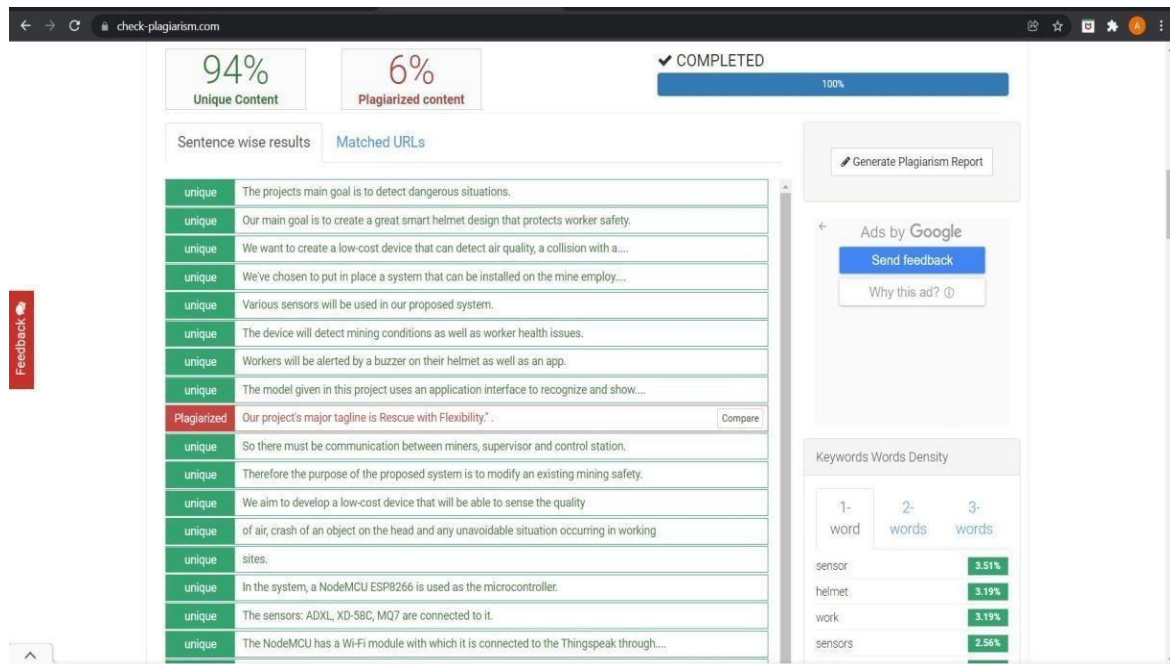 check-plagiarism.com
A
94%
Unique Content
6%
Plagiarized content
COMPLETED
100%
Sentence wise results
Matched URLs
Generate Plagiarism Report
unique The projects main goal is to detect dangerous situations.
unique Our main goal is to create a great smart helmet design that protects worker safety.
unique We want to create a low-cost device that can detect air quality, a collision with a....
unique We've chosen to put in place a system that can be installed on the mine employ....
unique Various sensors will be used in our proposed system.
unique The device will detect mining conditions as well as worker health issues.
unique Workers will be alerted by a buzzer on their helmet as well as an app.
unique The model given in this project uses an application interface to recognize and show....
Plagiarized Our project's major tagline is Rescue with Flexibility." . Compare
unique So there must be communication between miners, supervisor and control station.
unique Therefore the purpose of the proposed system is to modify an existing mining safety.
unique We aim to develop a low-cost device that will be able to sense the quality
unique of air, crash of an object on the head and any unavoidable situation occurring in working
unique sites.
unique In the system, a NodeMCU ESP8266 is used as the microcontroller.
unique The sensors: ADXL, XD-58C, MQ7 are connected to it.
unique The NodeMCU has a Wi-Fi module with which it is connected to the Thingspeak through....
Ads by Google
Send feedback
Why this ad?
Keywords Words Density
1-word
2-words
3-words
sensor 3.51%
helmet 3.19%
work 3.19%
sensors 2.56%
Feedback